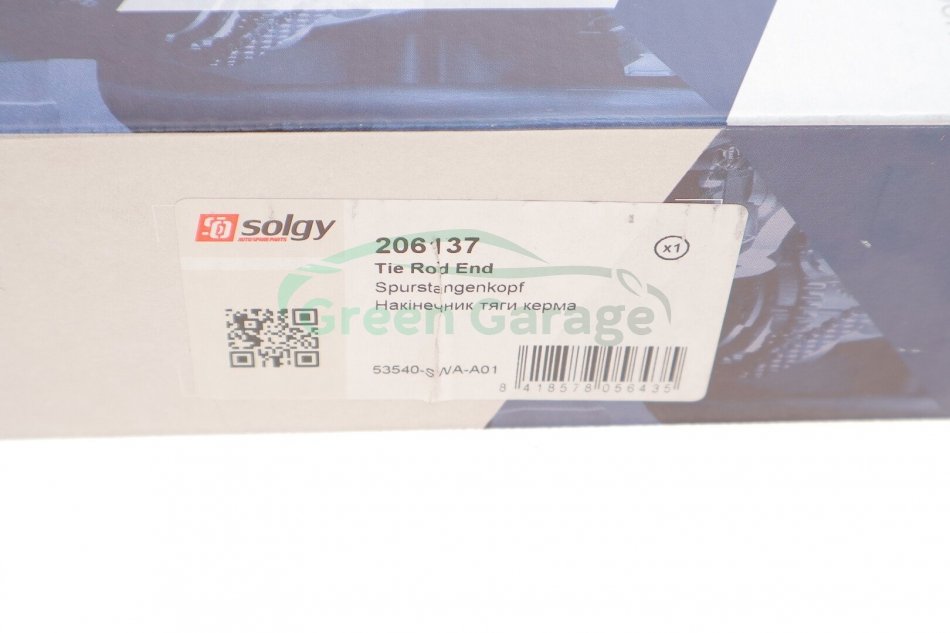 solgy
AUTO SPARE PARTS
206137
x1
Tie Rod End
Spurstangenkopf
Накінечник тяги керма
Green Garage
53540-SWA-A01
8 418578 056435